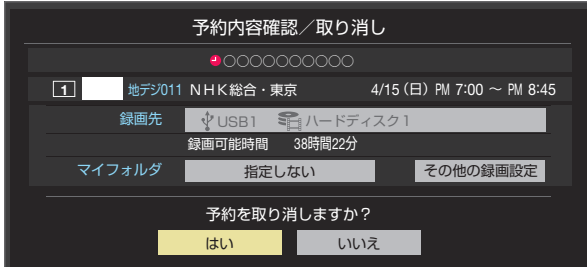 予約内容確認／取り消し
○○○○○○○○○○
1 地デジ011 ＮＨＫ総合・東京 4/15（日） PM 7:00 ～ PM 8:45
録画先 USB1 ハードディスク1
録画可能時間 38時間22分
マイフォルダ 指定しない その他の録画設定
予約を取り消しますか？
はい いいえ